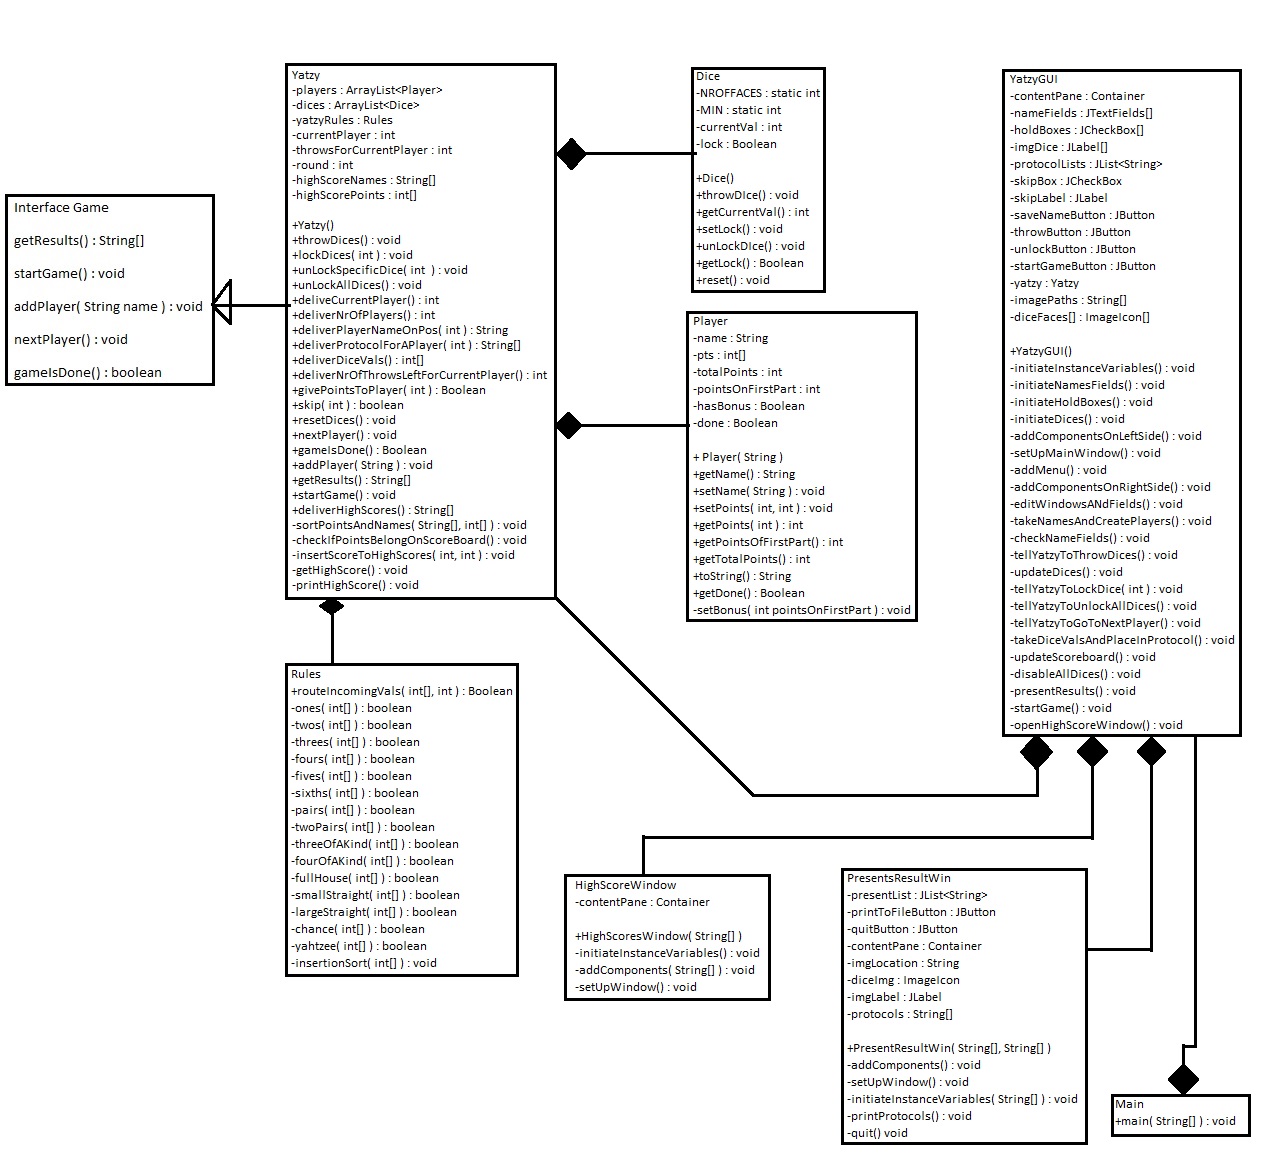 Interface Game
getResults() : String[]
startGame() : void
addPlayer( String name ) : void
nextPlayer() : void
gameIsDone() : boolean
Yatzy
-players : ArrayList<Player>
-dices : ArrayList<Dice>
-yatzyRules : Rules
-currentPlayer : int
-throwsForCurrentPlayer : int
-round : int
-highScoreNames : String[]
-highScorePoints : int[]
+Yatzy()
+throwDices() : void
+lockDices( int ) : void
+unLockSpecificDice( int  ) : void
+unLockAllDices() : void
+deliveCurrentPlayer() : int
+deliverNrOfPlayers() : int
+deliverPlayerNameOnPos( int ) : String
+deliverProtocolForAPlayer( int ) : String[]
+deliverDiceVals() : int[]
+deliverNrOfThrowsLeftForCurrentPlayer() : int
+givePointsToPlayer( int ) : Boolean
+skip( int ) : boolean
+resetDices() : void
+nextPlayer() : void
+gameIsDone() : Boolean
+addPlayer( String ) : void
+getResults() : String[]
+startGame() : void
+deliverHighScores() : String[]
-sortPointsAndNames( String[], int[] ) : void
-checkIfPointsBelongOnScoreBoard() : void
-insertScoreToHighScores( int, int ) : void
-getHighScore() : void
-printHighScore() : void
Dice
-NROFFACES : static int
-MIN : static int
-currentVal : int
-lock : Boolean
+Dice()
+throwDIce() : void
+getCurrentVal() : int
+setLock() : void
+unLockDIce() : void
+getLock() : Boolean
+reset() : void
Player
-name : String
-pts : int[]
-totalPoints : int
-pointsOnFirstPart : int
-hasBonus : Boolean
-done : Boolean
+ Player( String )
+getName() : String
+setName( String ) : void
+setPoints( int, int ) : void
+getPoints( int ) : int
+getPointsOfFirstPart() : int
+getTotalPoints() : int
+toString() : String
+getDone() : Boolean
-setBonus( int pointsOnFirstPart ) : void
YatzyGUI
-contentPane : Container
-nameFields : JTextFields[]
-holdBoxes : JCheckBox[]
-imgDice : JLabel[]
-protocolLists : JList<String>
-skipBox : JCheckBox
-skipLabel : JLabel
-saveNameButton : JButton
-throwButton : JButton
-unlockButton : JButton
-startGameButton : JButton
-yatzy : Yatzy
-imagePaths : String[]
-diceFaces[] : ImageIcon[]
+YatzyGUI()
-initiateInstanceVariables() : void
-initiateNamesFields() : void
-initiateHoldBoxes() : void
-initiateDices() : void
-addComponentsOnLeftSide() : void
-setUpMainWindow() : void
-addMenu() : void
-addComponentsOnRightSide() : void
-editWindowsANdFields() : void
-takeNamesAndCreatePlayers() : void
-checkNameFields() : void
-tellYatzyToThrowDices() : void
-updateDices() : void
-tellYatzyToLockDice( int ) : void
-tellYatzyToUnlockAllDices() : void
-tellYatzyToGoToNextPlayer() : void
-takeDiceValsAndPlaceInProtocol() : void
-updateScoreboard() : void
-disableAllDices() : void
-presentResults() : void
-startGame() : void
-openHighScoreWindow() : void
Rules
+routeIncomingVals( int[], int ) : Boolean
-ones( int[] ) : boolean
-twos( int[] ) : boolean
-threes( int[] ) : boolean
-fours( int[] ) : boolean
-fives( int[] ) : boolean
-sixths( int[] ) : boolean
-pairs( int[] ) : boolean
-twoPairs( int[] ) : boolean
-threeOfAKind( int[] ) : boolean
-fourOfAKind( int[] ) : boolean
-fullHouse( int[] ) : boolean
-smallStraight( int[] ) : boolean
-largeStraight( int[] ) : boolean
-chance( int[] ) : boolean
-yahtzee( int[] ) : boolean
-insertionSort( int[] ) : void
HighScoreWindow
-contentPane : Container
+HighScoresWindow( String[] )
-initiateInstanceVariables() : void
-addComponents( String[] ) : void
-setUpWindow() : void
PresentsResultWin
-presentList : JList<String>
-printToFileButton : JButton
-quitButton : JButton
-contentPane : Container
-imgLocation : String
-diceImg : ImageIcon
-imgLabel : JLabel
-protocols : String[]
+PresentResultWin( String[], String[] )
-addComponents() : void
-setUpWindow() : void
-initiateInstanceVariables( String[] ) : void
-printProtocols() : void
-quit() void
Main
+main( String[] ) : void